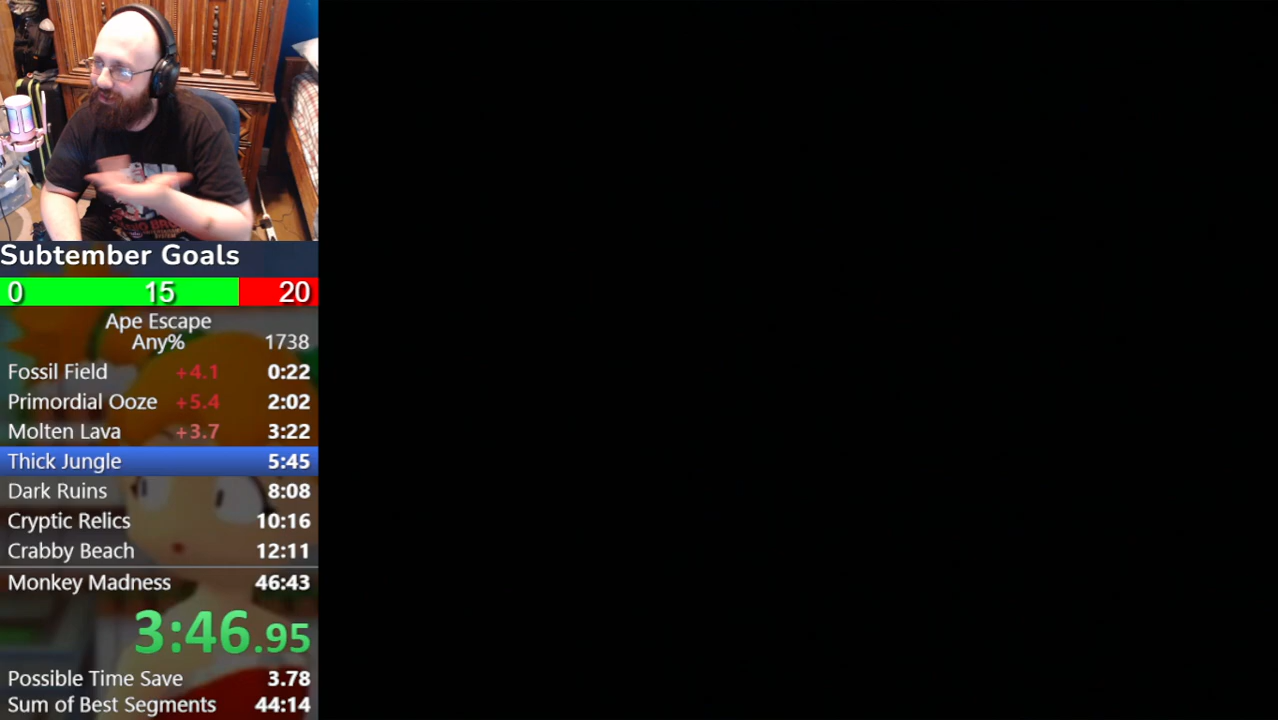 Subtember Goals
0 15 20
Ape Escape
Any% 1738
Fossil Field +4.1 0:22
Primordial Ooze +5.4 2:02
Molten Lava +3.7 3:22
Thick Jungle 5:45
Dark Ruins 8:08
Cryptic Relics 10:16
Crabby Beach 12:11
Monkey Madness 46:43
3:46.95
Possible Time Save 3.78
Sum of Best Segments 44:14